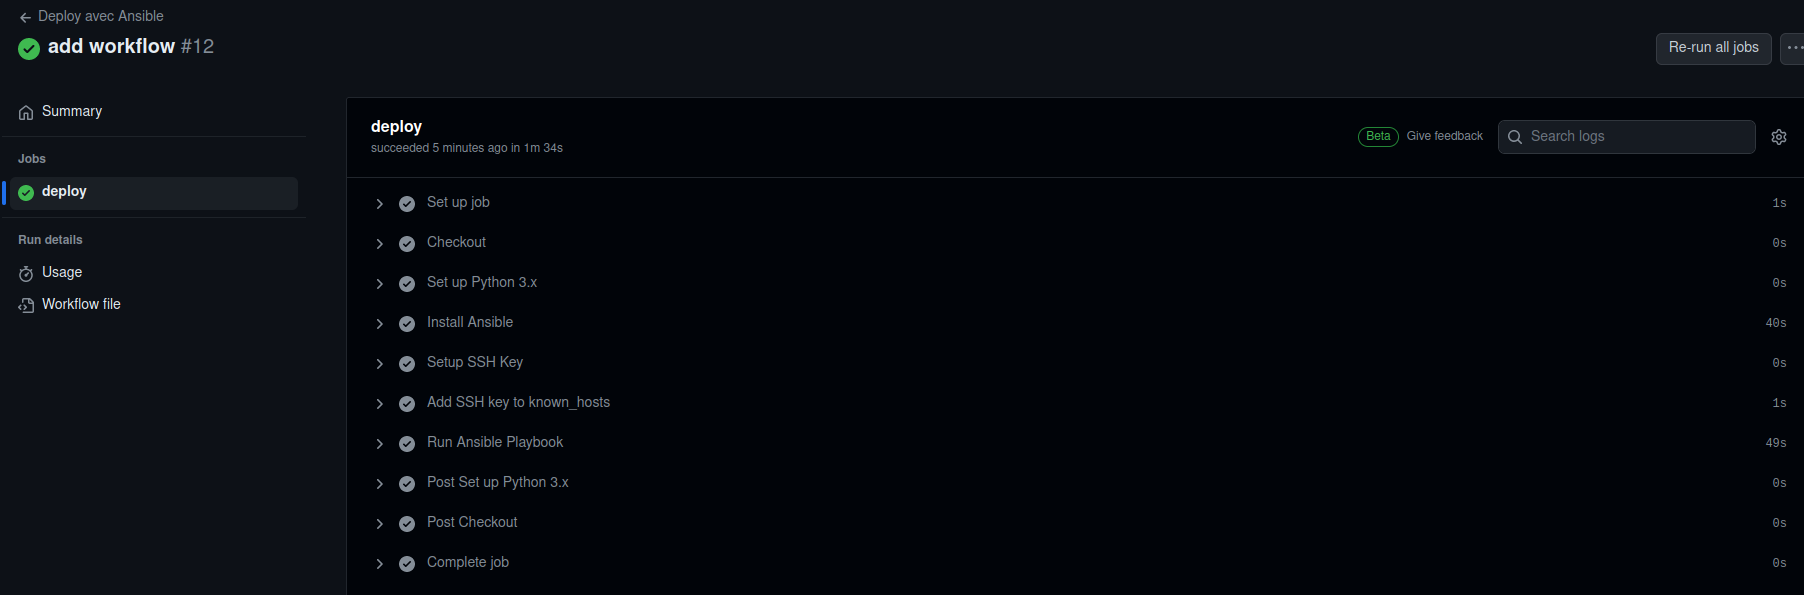 Deploy avec Ansible
add workflow #12
Re-run all jobs
Summary
Jobs
deploy
Run details
Usage
Workflow file
deploy
succeeded 5 minutes ago in 1m 34s
Beta Give feedback
Search logs
Set up job 1s
Checkout 0s
Set up Python 3.x 0s
Install Ansible 40s
Setup SSH Key 0s
Add SSH key to known_hosts 1s
Run Ansible Playbook 49s
Post Set up Python 3.x 0s
Post Checkout 0s
Complete job 0s